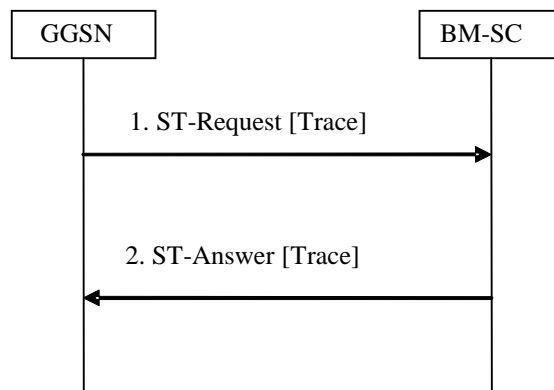 GGSN
BM-SC
1. ST-Request [Trace]
2. ST-Answer [Trace]